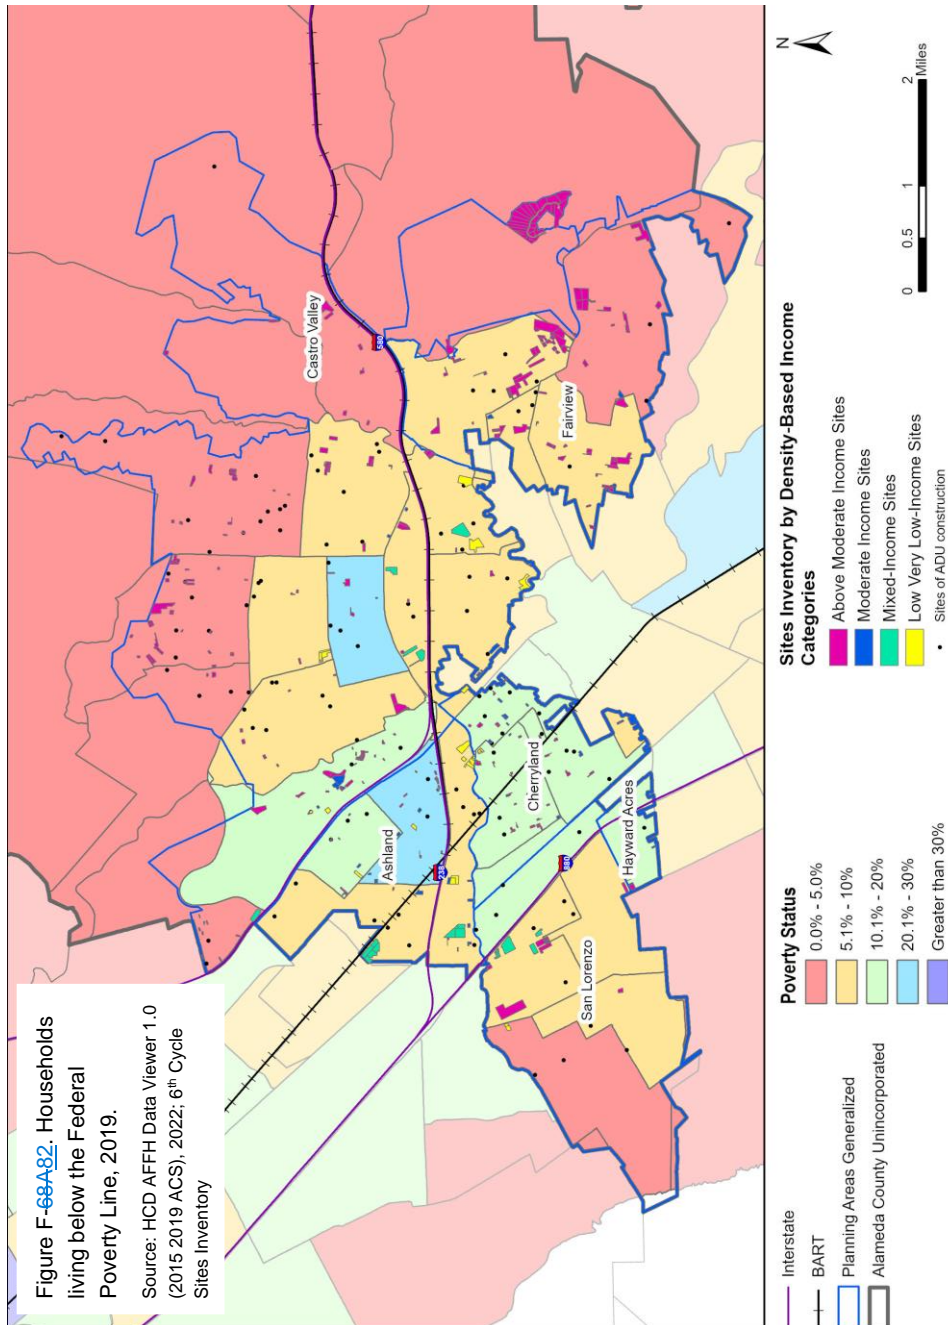 Figure F-68A82. Households
living below the Federal
Poverty Line, 2019.
Source: HCD AFFH Data Viewer 1.0
(2015 2019 ACS), 2022; 6th Cycle
Sites Inventory
Castro Valley
580
Fairview
Ashland
238
Cherryland
Hayward Acres
880
San Lorenzo
Interstate
BART
Planning Areas Generalized
Alameda County Unincorporated
Poverty Status
0.0% - 5.0%
5.1% - 10%
10.1% - 20%
20.1% - 30%
Greater than 30%
Sites Inventory by Density-Based Income
Categories
Above Moderate Income Sites
Moderate Income Sites
Mixed-Income Sites
Low Very Low-Income Sites
Sites of ADU construction
N
0 0.5 1 2
Miles